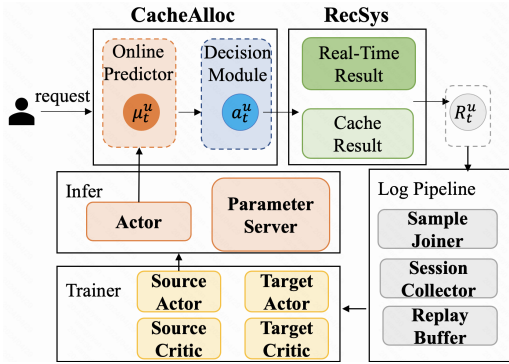 CacheAlloc
RecSys
Online
Predictor
Decision
Module
Real-Time
Result
request
μ_t^u
a_t^u
R_t^u
Cache
Result
Infer
Actor
Parameter
Server
Log Pipeline
Sample
Joiner
Session
Collector
Replay
Buffer
Trainer
Source
Actor
Target
Actor
Source
Critic
Target
Critic